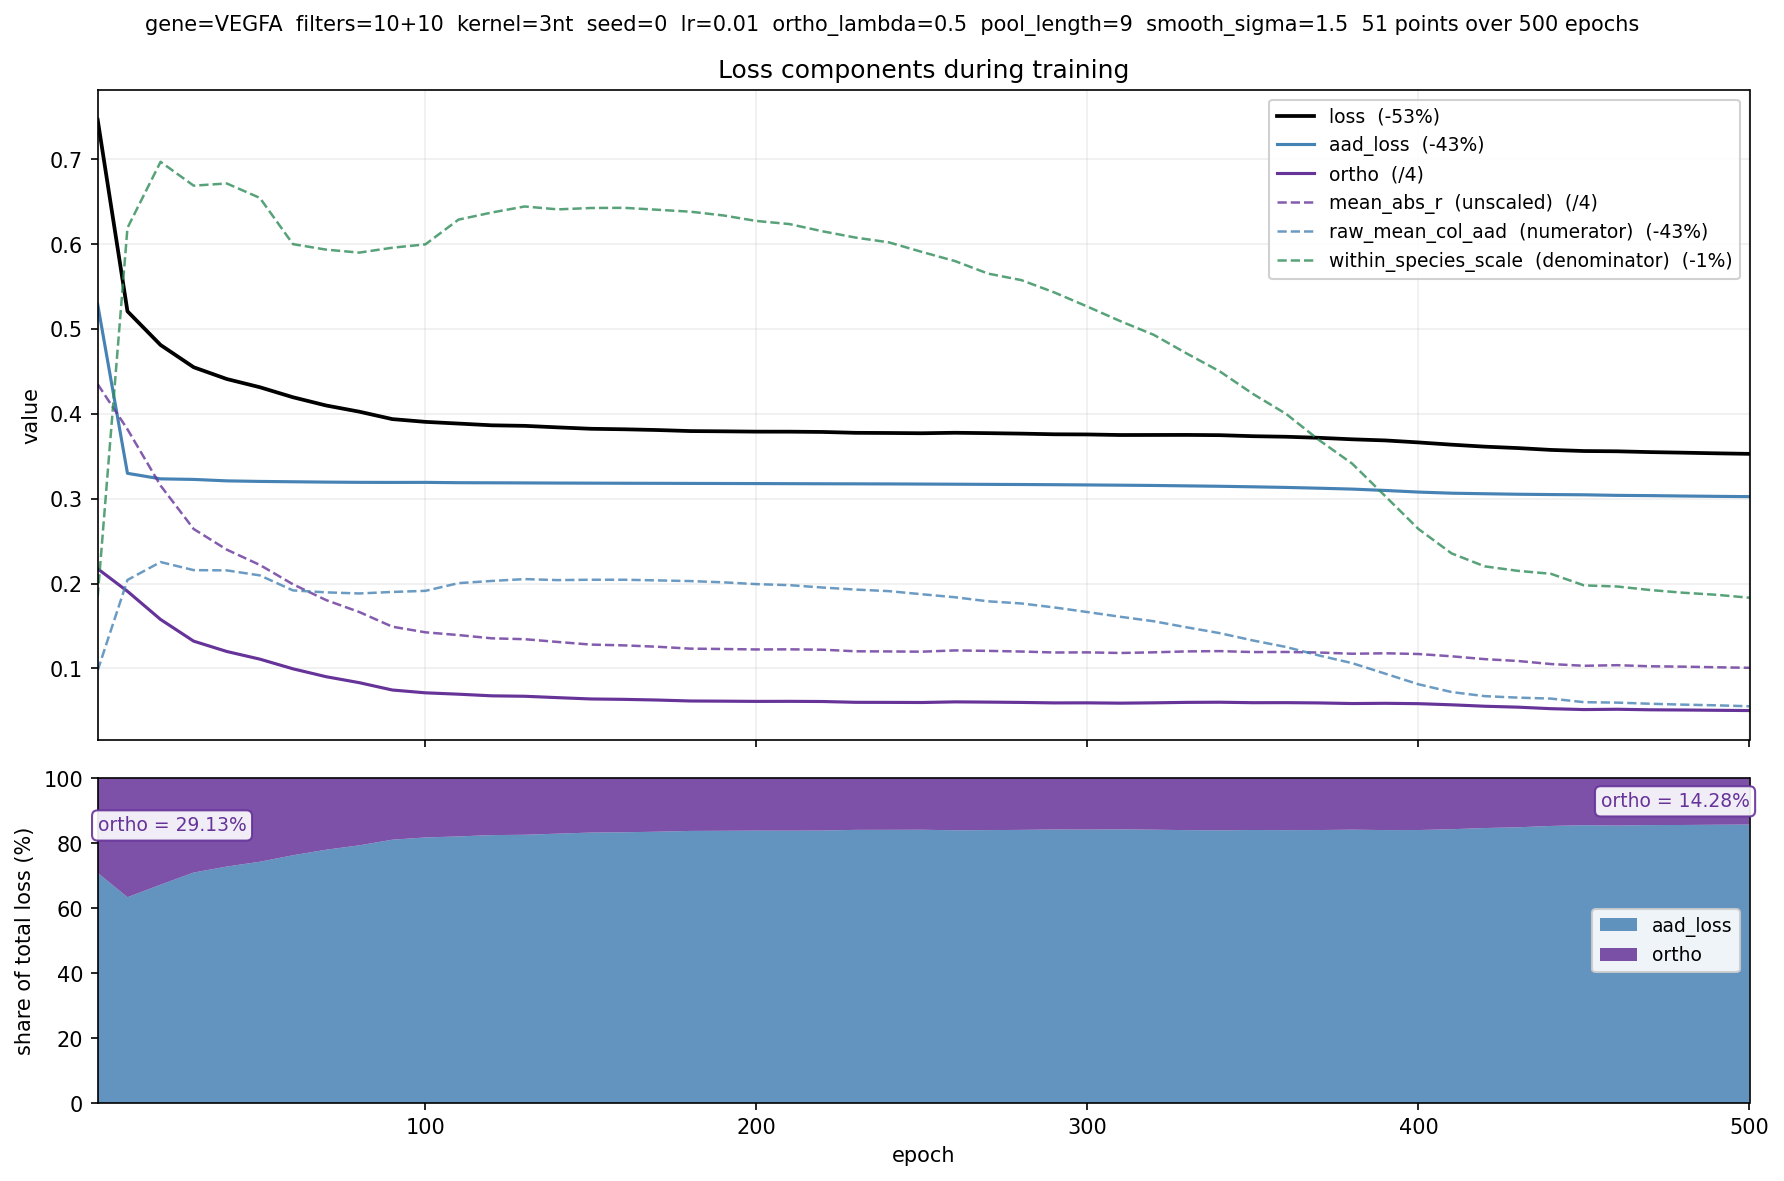 gene=VEGFA  filters=10+10  kernel=3nt  seed=0  lr=0.01  ortho_lambda=0.5  pool_length=9  smooth_sigma=1.5  51 points over 500 epochs
Loss components during training
loss  (-53%)
aad_loss  (-43%)
ortho  (/4)
mean_abs_r  (unscaled)  (/4)
raw_mean_col_aad  (numerator)  (-43%)
within_species_scale  (denominator)  (-1%)
value
0.7
0.6
0.5
0.4
0.3
0.2
0.1
share of total loss (%)
100
80
60
40
20
0
ortho = 29.13%
ortho = 14.28%
aad_loss
ortho
100
200
300
400
500
epoch